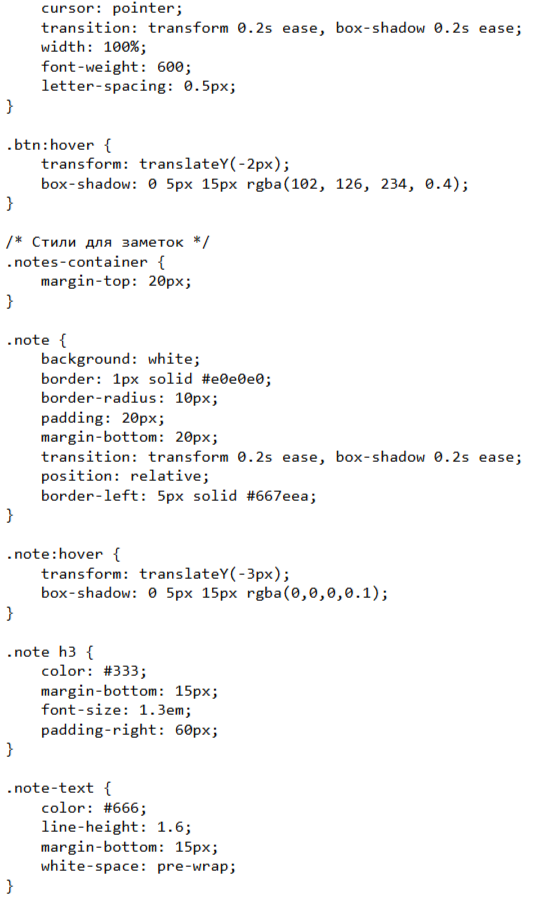 cursor: pointer;
transition: transform 0.2s ease, box-shadow 0.2s ease;
width: 100%;
font-weight: 600;
letter-spacing: 0.5px;
}
.btn:hover {
transform: translateY(-2px);
box-shadow: 0 5px 15px rgba(102, 126, 234, 0.4);
}
/* Стили для заметок */
.notes-container {
margin-top: 20px;
}
.note {
background: white;
border: 1px solid #e0e0e0;
border-radius: 10px;
padding: 20px;
margin-bottom: 20px;
transition: transform 0.2s ease, box-shadow 0.2s ease;
position: relative;
border-left: 5px solid #667eea;
}
.note:hover {
transform: translateY(-3px);
box-shadow: 0 5px 15px rgba(0,0,0,0.1);
}
.note h3 {
color: #333;
margin-bottom: 15px;
font-size: 1.3em;
padding-right: 60px;
}
.note-text {
color: #666;
line-height: 1.6;
margin-bottom: 15px;
white-space: pre-wrap;
}